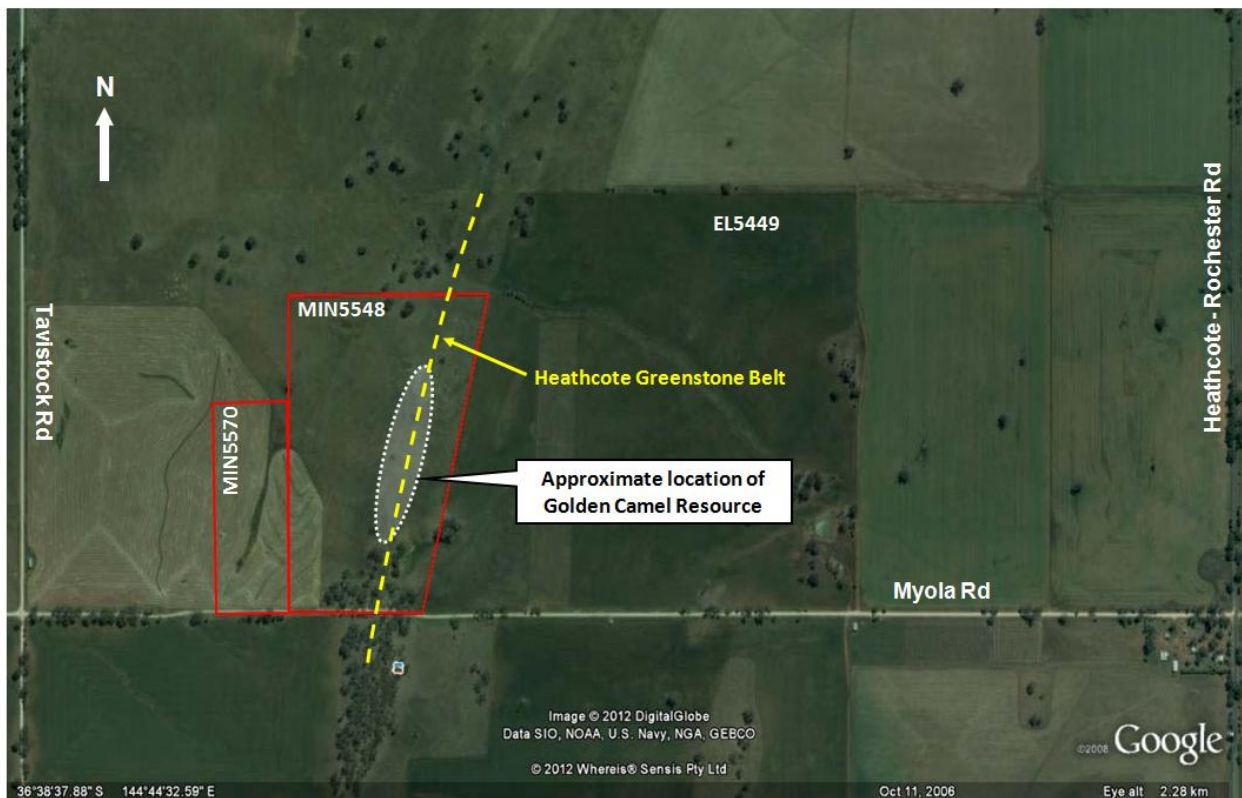 N
EL5449
MIN5548
Heathcote - Rochester Rd
Tavistock Rd
Heathcote Greenstone Belt
MIN5570
Approximate location of
Golden Camel Resource
Myola Rd
Image © 2012 DigitalGlobe
Data SIO, NOAA, U.S. Navy, NGA, GEBCO
© 2012 Whereis® Sensis Pty Ltd
©2008 Google
36°38'37.88" S 144°44'32.59" E Oct 11, 2006 Eye alt 2.28 km